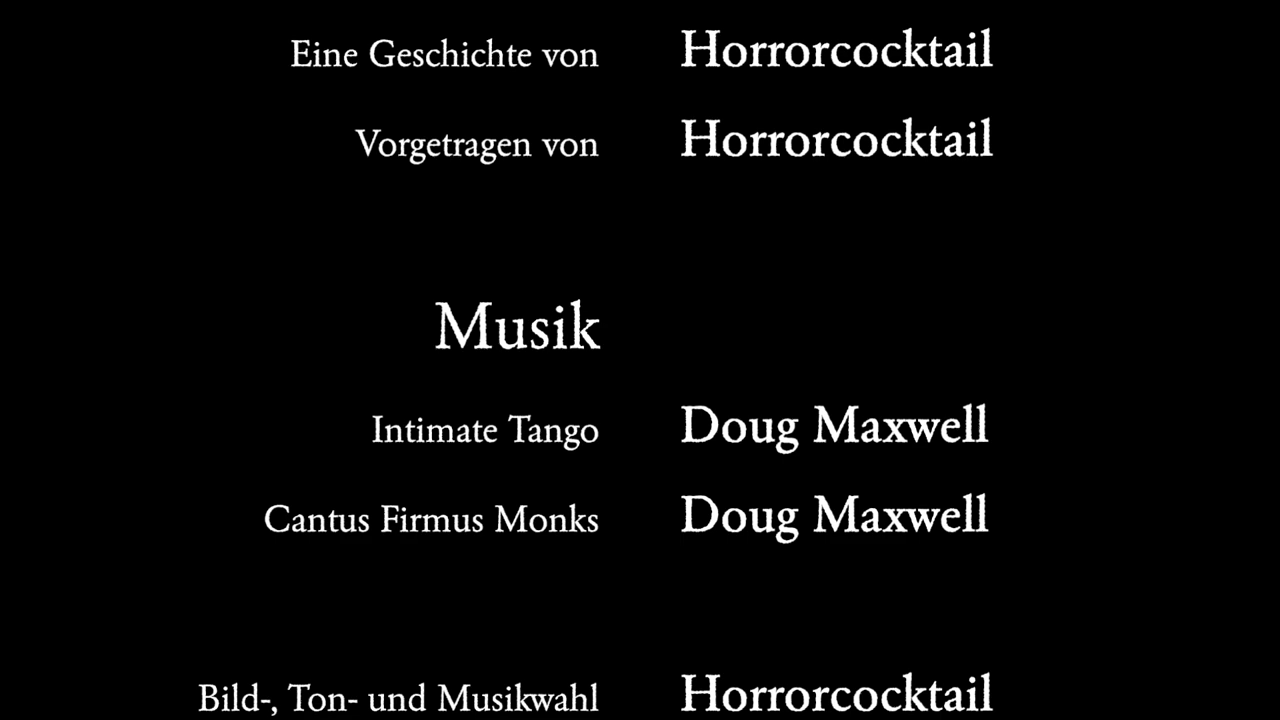 Eine Geschichte von Horrorcocktail
Vorgetragen von Horrorcocktail
Musik
Intimate Tango Doug Maxwell
Cantus Firmus Monks Doug Maxwell
Bild-, Ton- und Musikwahl Horrorcocktail